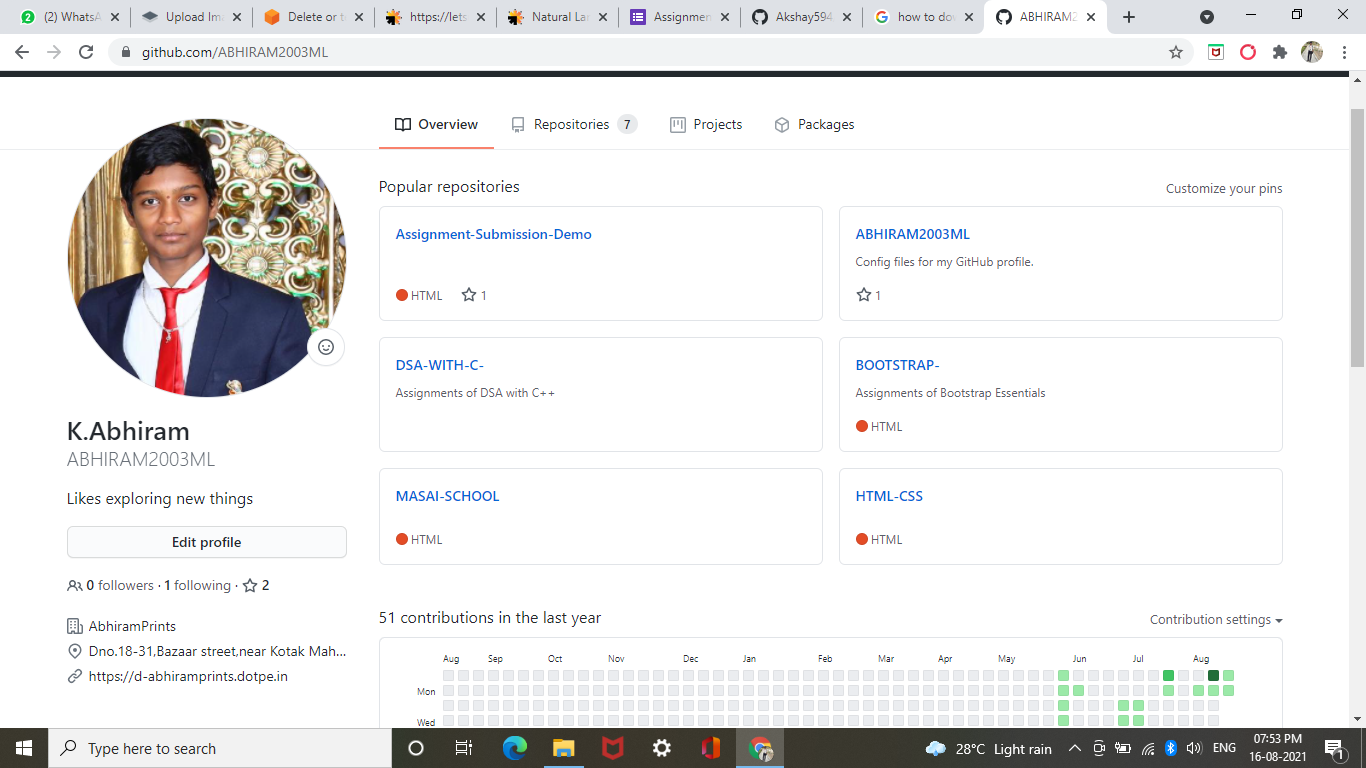 (2) WhatsA
Upload Ima
Delete or t
https://lets
Natural Lan
Assignmen
Akshay594
how to dow
ABHIRAM2
github.com/ABHIRAM2003ML
Overview
Repositories 7
Projects
Packages
Popular repositories
Customize your pins
Assignment-Submission-Demo
HTML 1
ABHIRAM2003ML
Config files for my GitHub profile.
1
DSA-WITH-C-
Assignments of DSA with C++
BOOTSTRAP-
Assignments of Bootstrap Essentials
HTML
MASAI-SCHOOL
HTML
HTML-CSS
HTML
K.Abhiram
ABHIRAM2003ML
Likes exploring new things
Edit profile
0 followers · 1 following · 2
AbhiramPrints
Dno.18-31,Bazaar street,near Kotak Mah...
https://d-abhiramprints.dotpe.in
51 contributions in the last year
Contribution settings
Aug Sep Oct Nov Dec Jan Feb Mar Apr May Jun Jul Aug
Mon
Wed
Type here to search
28°C Light rain
ENG
07:53 PM
16-08-2021
1